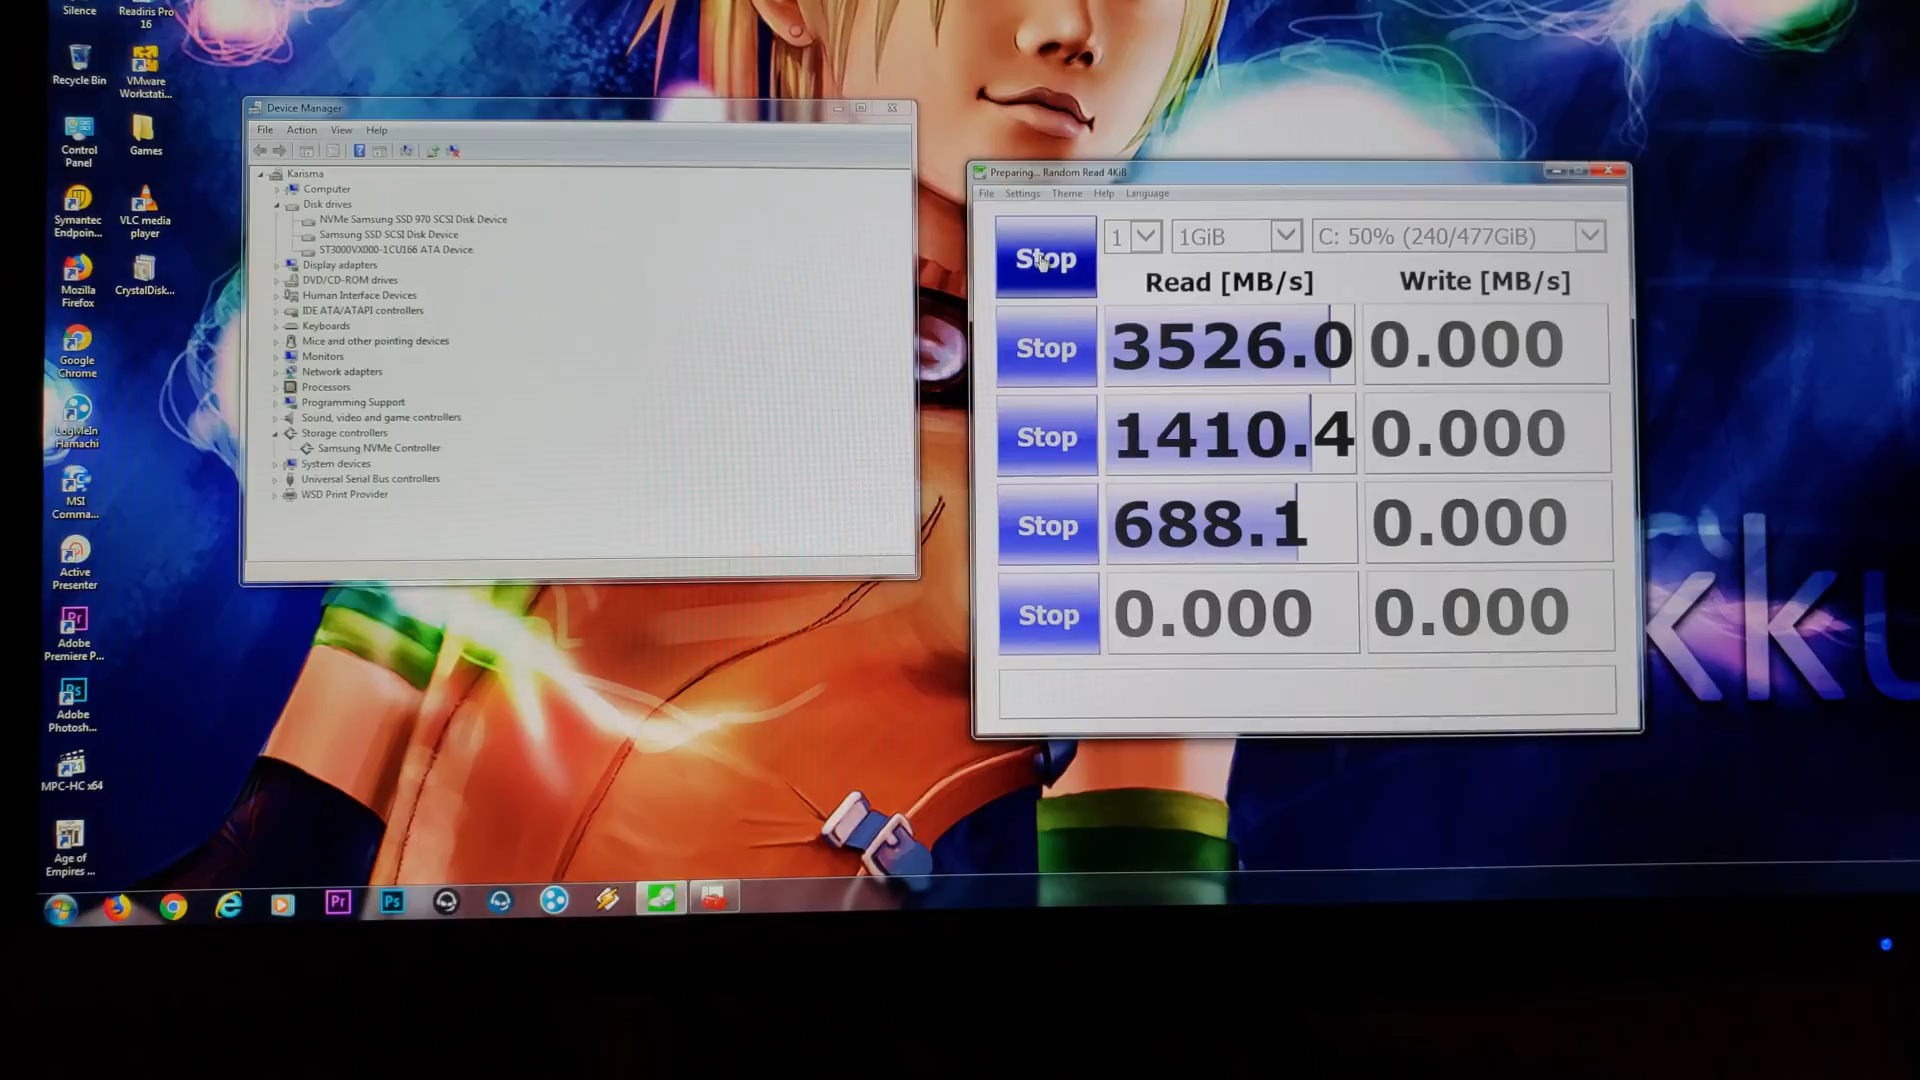 Silence
Readiris Pro
16
Recycle Bin
VMware
Workstati...
Control
Panel
Games
Symantec
Endpoin...
VLC media
player
Mozilla
Firefox
CrystalDisk...
Google
Chrome
LogMeIn
Hamachi
MSI
Comma...
Active
Presenter
Pr
Adobe
Premiere P...
Ps
Adobe
Photosh...
MPC-HC x64
Age of
Empires ...
Device Manager
File Action View Help
Karisma
Computer
Disk drives
NVMe Samsung SSD 970 SCSI Disk Device
Samsung SSD SCSI Disk Device
ST3000VX000-1CU166 ATA Device
Display adapters
DVD/CD-ROM drives
Human Interface Devices
IDE ATA/ATAPI controllers
Keyboards
Mice and other pointing devices
Monitors
Network adapters
Processors
Programming Support
Sound, video and game controllers
Storage controllers
Samsung NVMe Controller
System devices
Universal Serial Bus controllers
WSD Print Provider
Preparing... Random Read 4KiB
File Settings Theme Help Language
Stop 1 1GiB C: 50% (240/477GiB)
Read [MB/s] Write [MB/s]
Stop 3526.0 0.000
Stop 1410.4 0.000
Stop 688.1 0.000
Stop 0.000 0.000
kku
Pr Ps